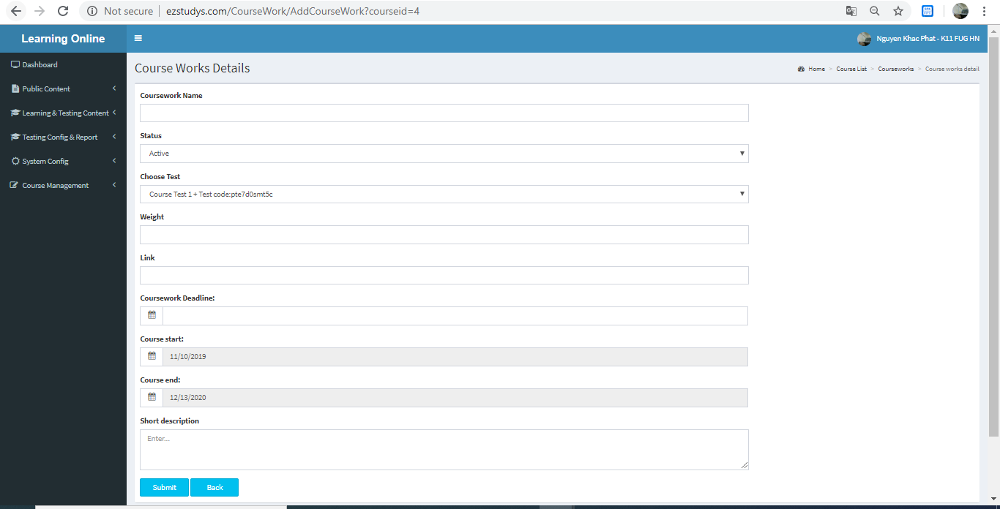 Not secure | ezstudys.com/CourseWork/AddCourseWork?courseid=4
Learning Online
Nguyen Khac Phat - K11 FUG HN
Dashboard
Public Content
Learning & Testing Content
Testing Config & Report
System Config
Course Management
Course Works Details
Home > Course List > Courseworks > Course works detail
Coursework Name
Status
Active
Choose Test
Course Test 1 + Test code:pte7d0smt5c
Weight
Link
Coursework Deadline:
Course start:
11/10/2019
Course end:
12/13/2020
Short description
Enter...
Submit Back